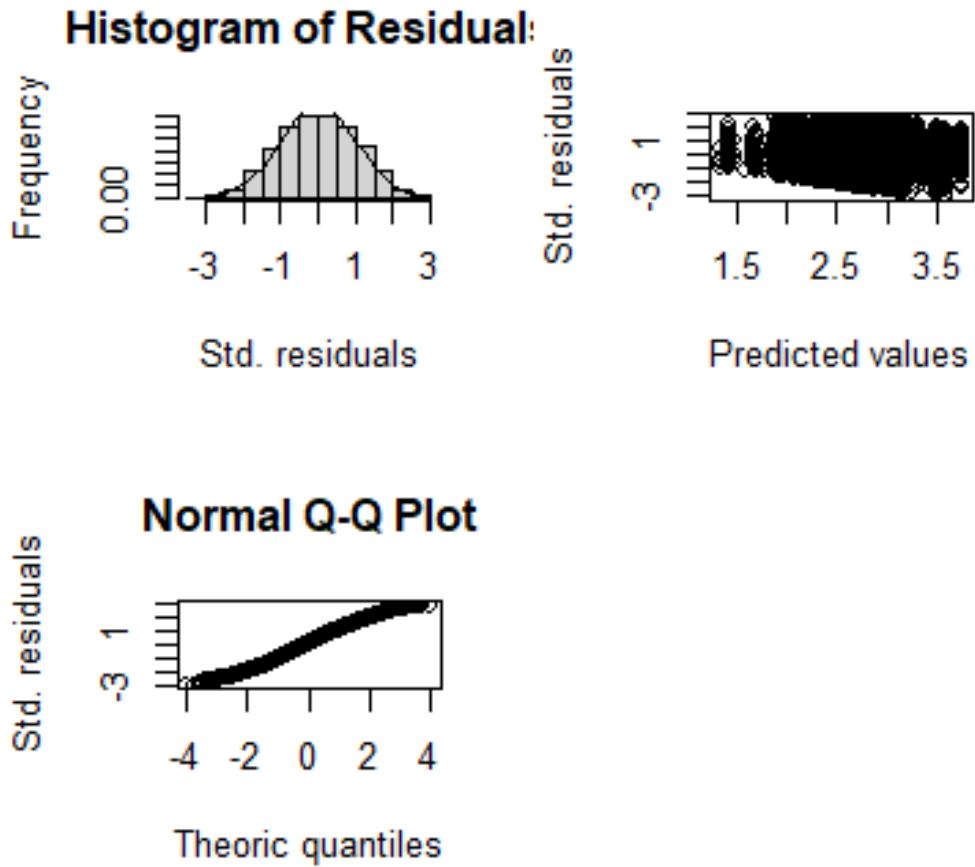 Histogram of Residual
Frequency
0.00
-3 -1 1 3
Std. residuals
Std. residuals
-3 1
1.5 2.5 3.5
Predicted values
Normal Q-Q Plot
Std. residuals
-3 1
-4 -2 0 2 4
Theoric quantiles